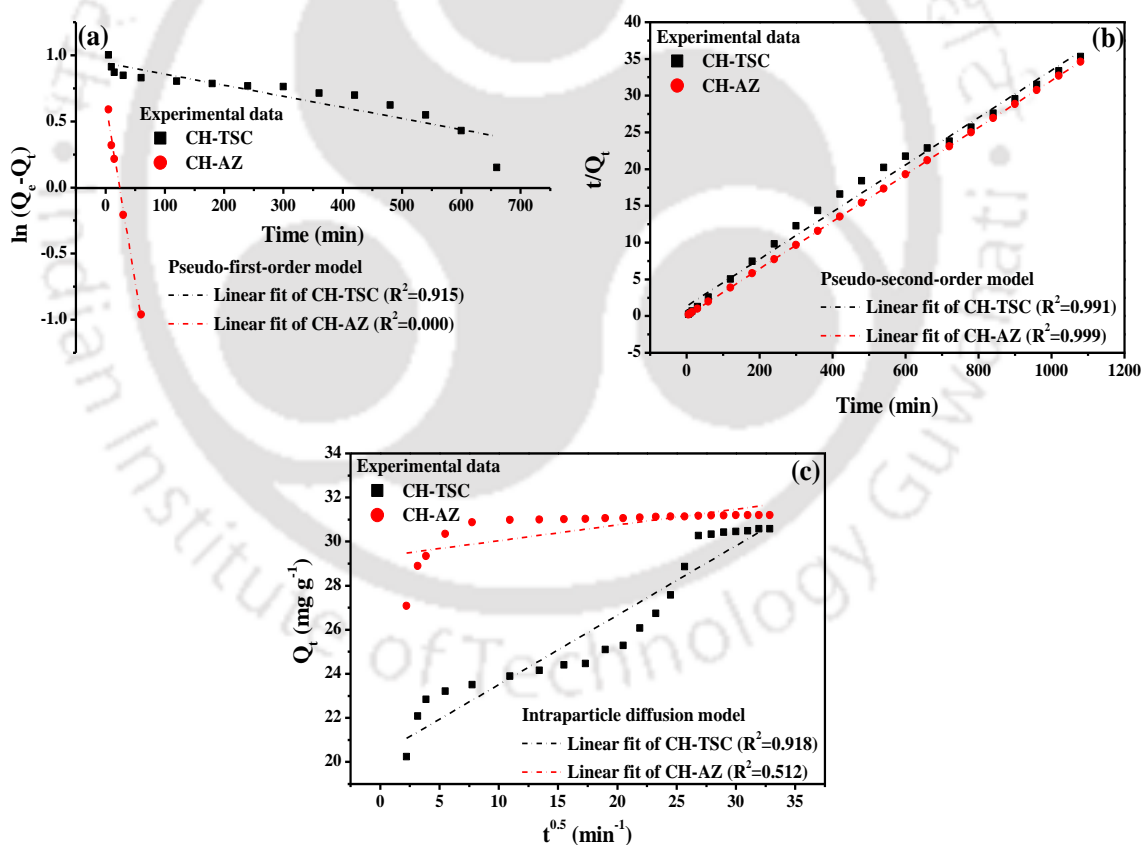 (a)
ln (Qe-Qt)
1.0
0.5
0.0
-0.5
-1.0
0 100 200 300 400 500 600 700
Time (min)
Experimental data
CH-TSC
CH-AZ
Pseudo-first-order model
Linear fit of CH-TSC (R²=0.915)
Linear fit of CH-AZ (R²=0.000)
(b)
t/Qt
40
35
30
25
20
15
10
5
0
-5
0 200 400 600 800 1000 1200
Time (min)
Experimental data
CH-TSC
CH-AZ
Pseudo-second-order model
Linear fit of CH-TSC (R²=0.991)
Linear fit of CH-AZ (R²=0.999)
(c)
Qt (mg g⁻¹)
34
32
30
28
26
24
22
20
0 5 10 15 20 25 30 35
t⁰·⁵ (min⁻¹)
Experimental data
CH-TSC
CH-AZ
Intraparticle diffusion model
Linear fit of CH-TSC (R²=0.918)
Linear fit of CH-AZ (R²=0.512)
Indian Institute of Technology Guwahati